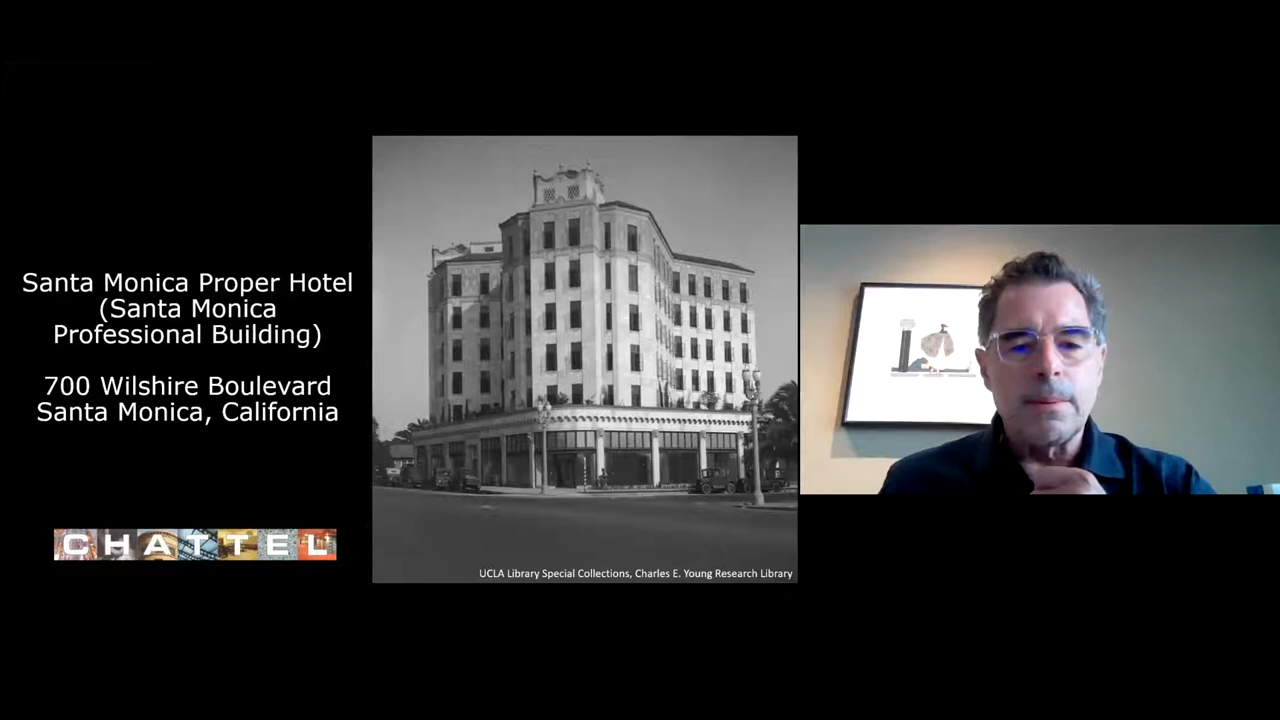 Santa Monica Proper Hotel
(Santa Monica
Professional Building)
700 Wilshire Boulevard
Santa Monica, California
CHATTEL
UCLA Library Special Collections, Charles E. Young Research Library